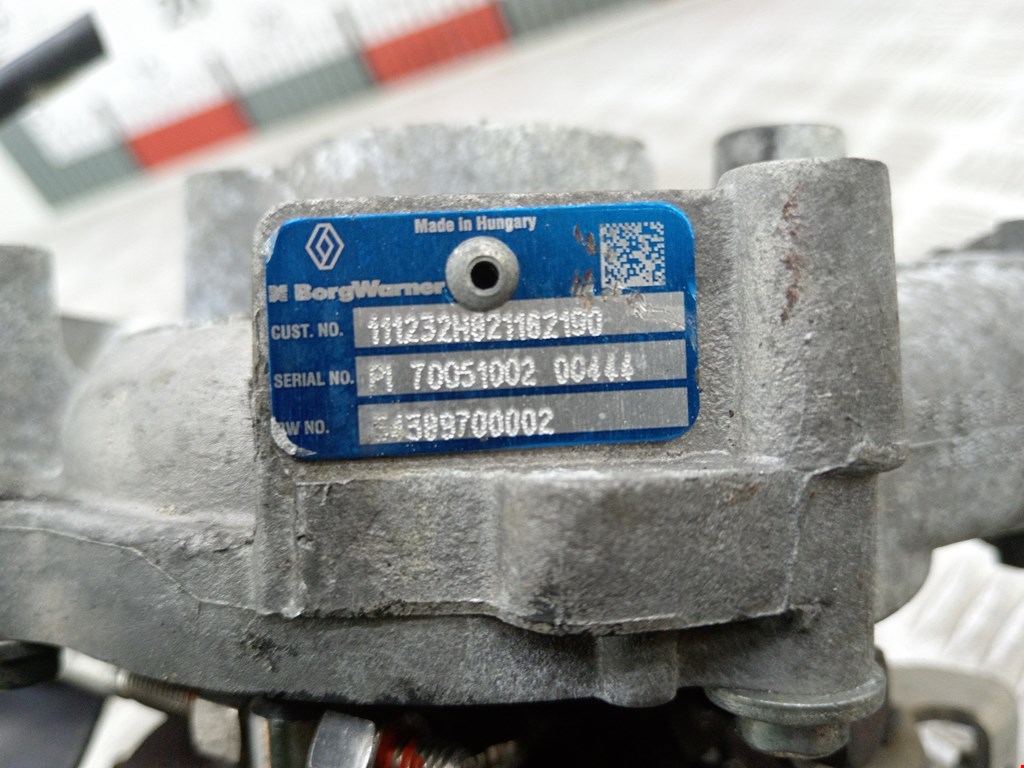 Made in Hungary
BorgWarner
CUST. NO. 111232H821162190
SERIAL NO. P1 70051002 00444
BW NO. 54389700002